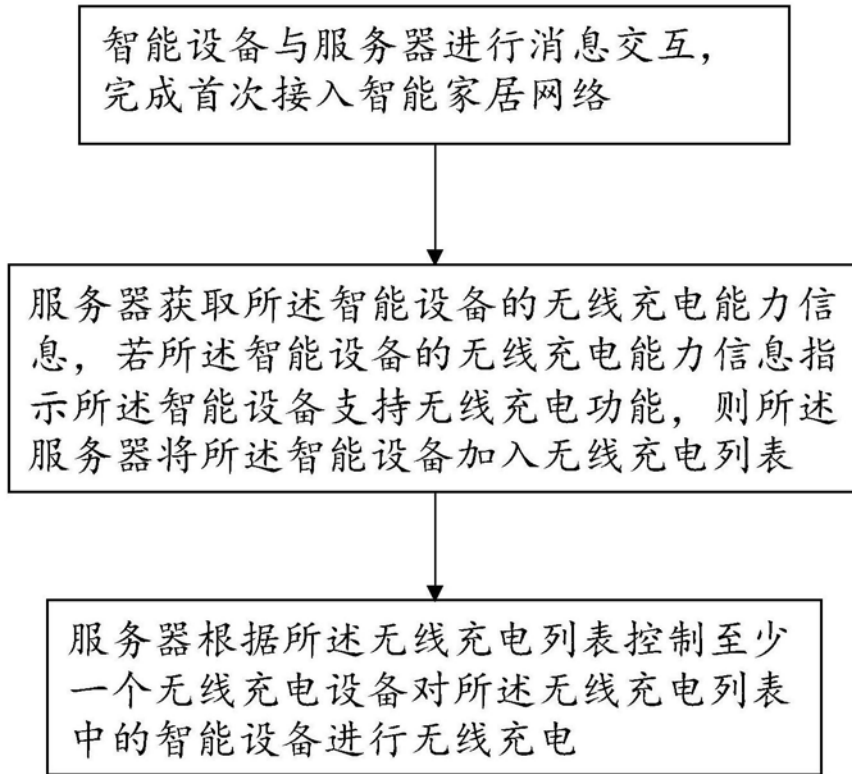 智能设备与服务器进行消息交互，
完成首次接入智能家居网络
服务器获取所述智能设备的无线充电能力信
息，若所述智能设备的无线充电能力信息指
示所述智能设备支持无线充电功能，则所述
服务器将所述智能设备加入无线充电列表
服务器根据所述无线充电列表控制至少
一个无线充电设备对所述无线充电列表
中的智能设备进行无线充电